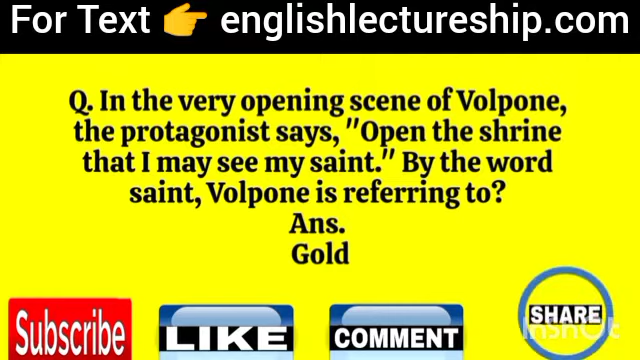 For Text 👉 englishlectureship.com
Q. In the very opening scene of Volpone,
the protagonist says, "Open the shrine
that I may see my saint." By the word
saint, Volpone is referring to?
Ans.
Gold
Subscribe
LIKE
COMMENT
SHARE
InShOt